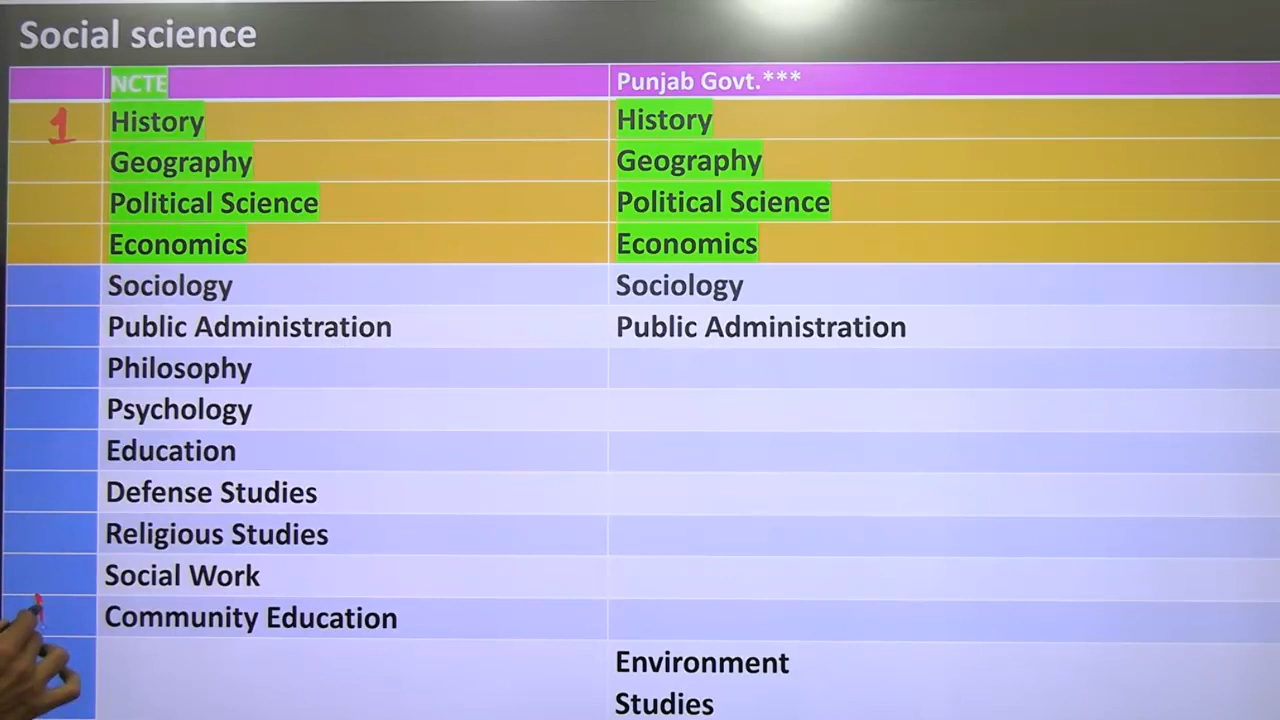 Social science
NCTE Punjab Govt.***
1 History History
Geography Geography
Political Science Political Science
Economics Economics
Sociology Sociology
Public Administration Public Administration
Philosophy
Psychology
Education
Defense Studies
Religious Studies
Social Work
Community Education
Environment
Studies